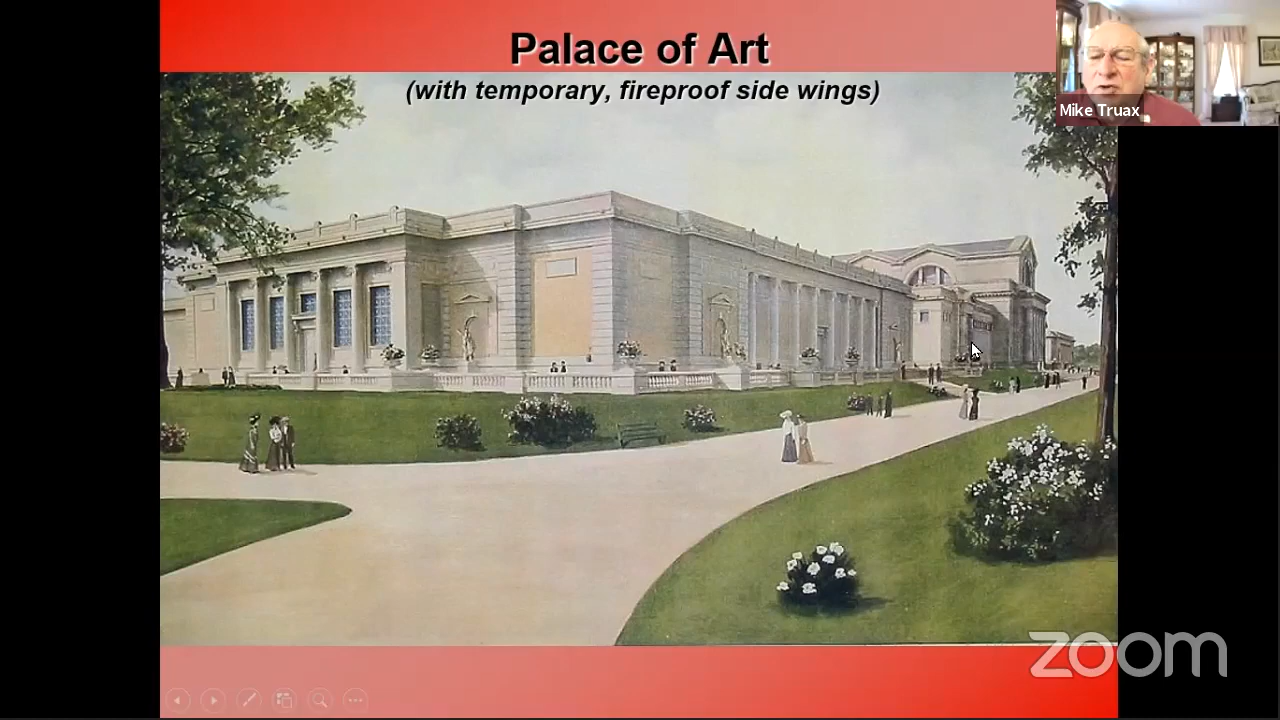 Palace of Art
(with temporary, fireproof side wings)
Mike Truax
zoom